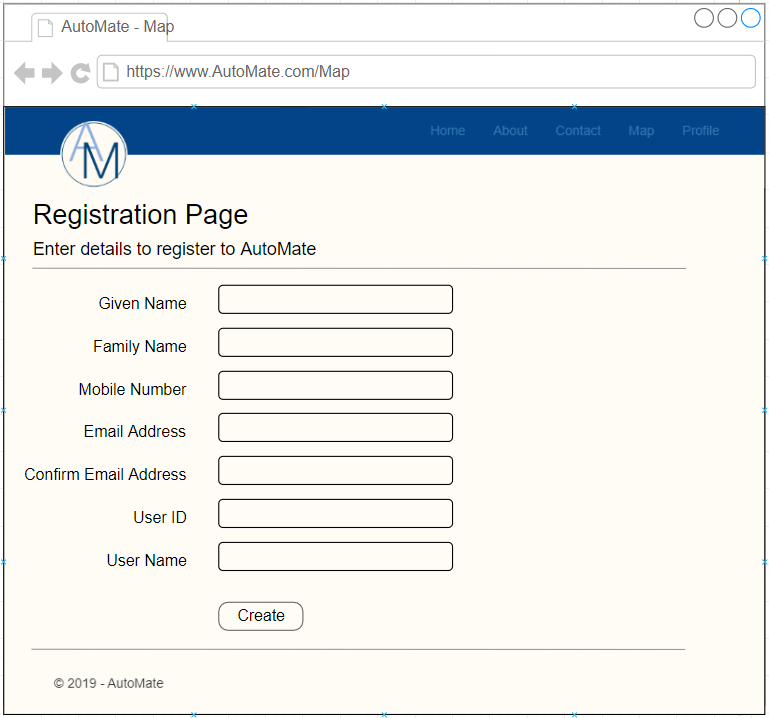 AutoMate - Map
https://www.AutoMate.com/Map
Home About Contact Map Profile
AM
Registration Page
Enter details to register to AutoMate
Given Name
Family Name
Mobile Number
Email Address
Confirm Email Address
User ID
User Name
Create
© 2019 - AutoMate